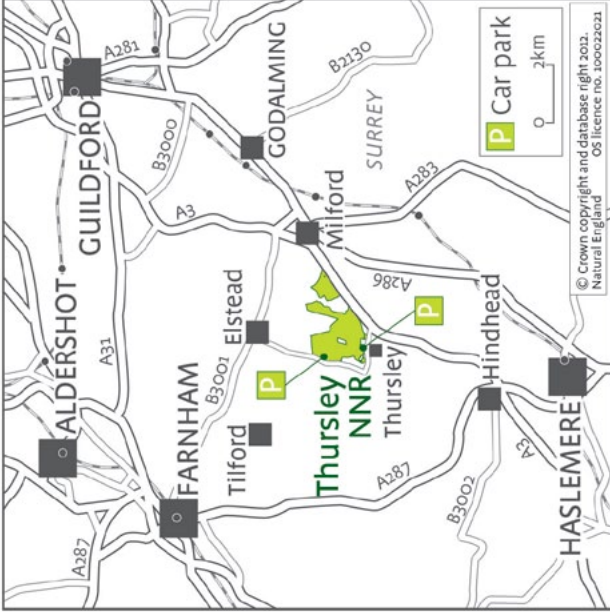 ALDERSHOT
GUILDFORD
A281
A31
A287
FARNHAM
B3000
GODALMING
B2130
SURREY
A3
B3001
Elstead
Tilford
Milford
A283
P
P
Thursley
NNR
Thursley
A286
A287
Hindhead
B3002
A3
HASLEMERE
P Car park
0 2km
© Crown copyright and database right 2012.
Natural England OS licence no. 100022021